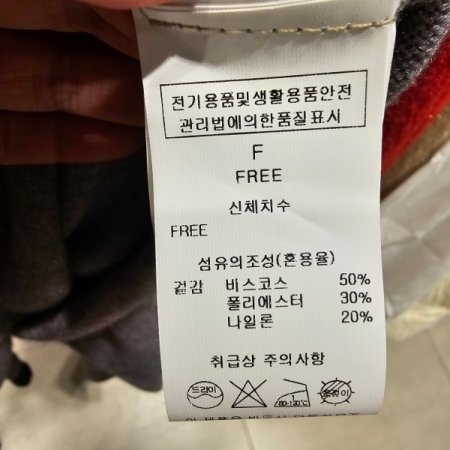 전기용품및생활용품안전
관리법에의한품질표시
F
FREE
신체치수
FREE
섬유의조성(혼용율)
겉감 비스코스 50%
폴리에스터 30%
나일론 20%
취급상 주의사항
드라이
80-120°C